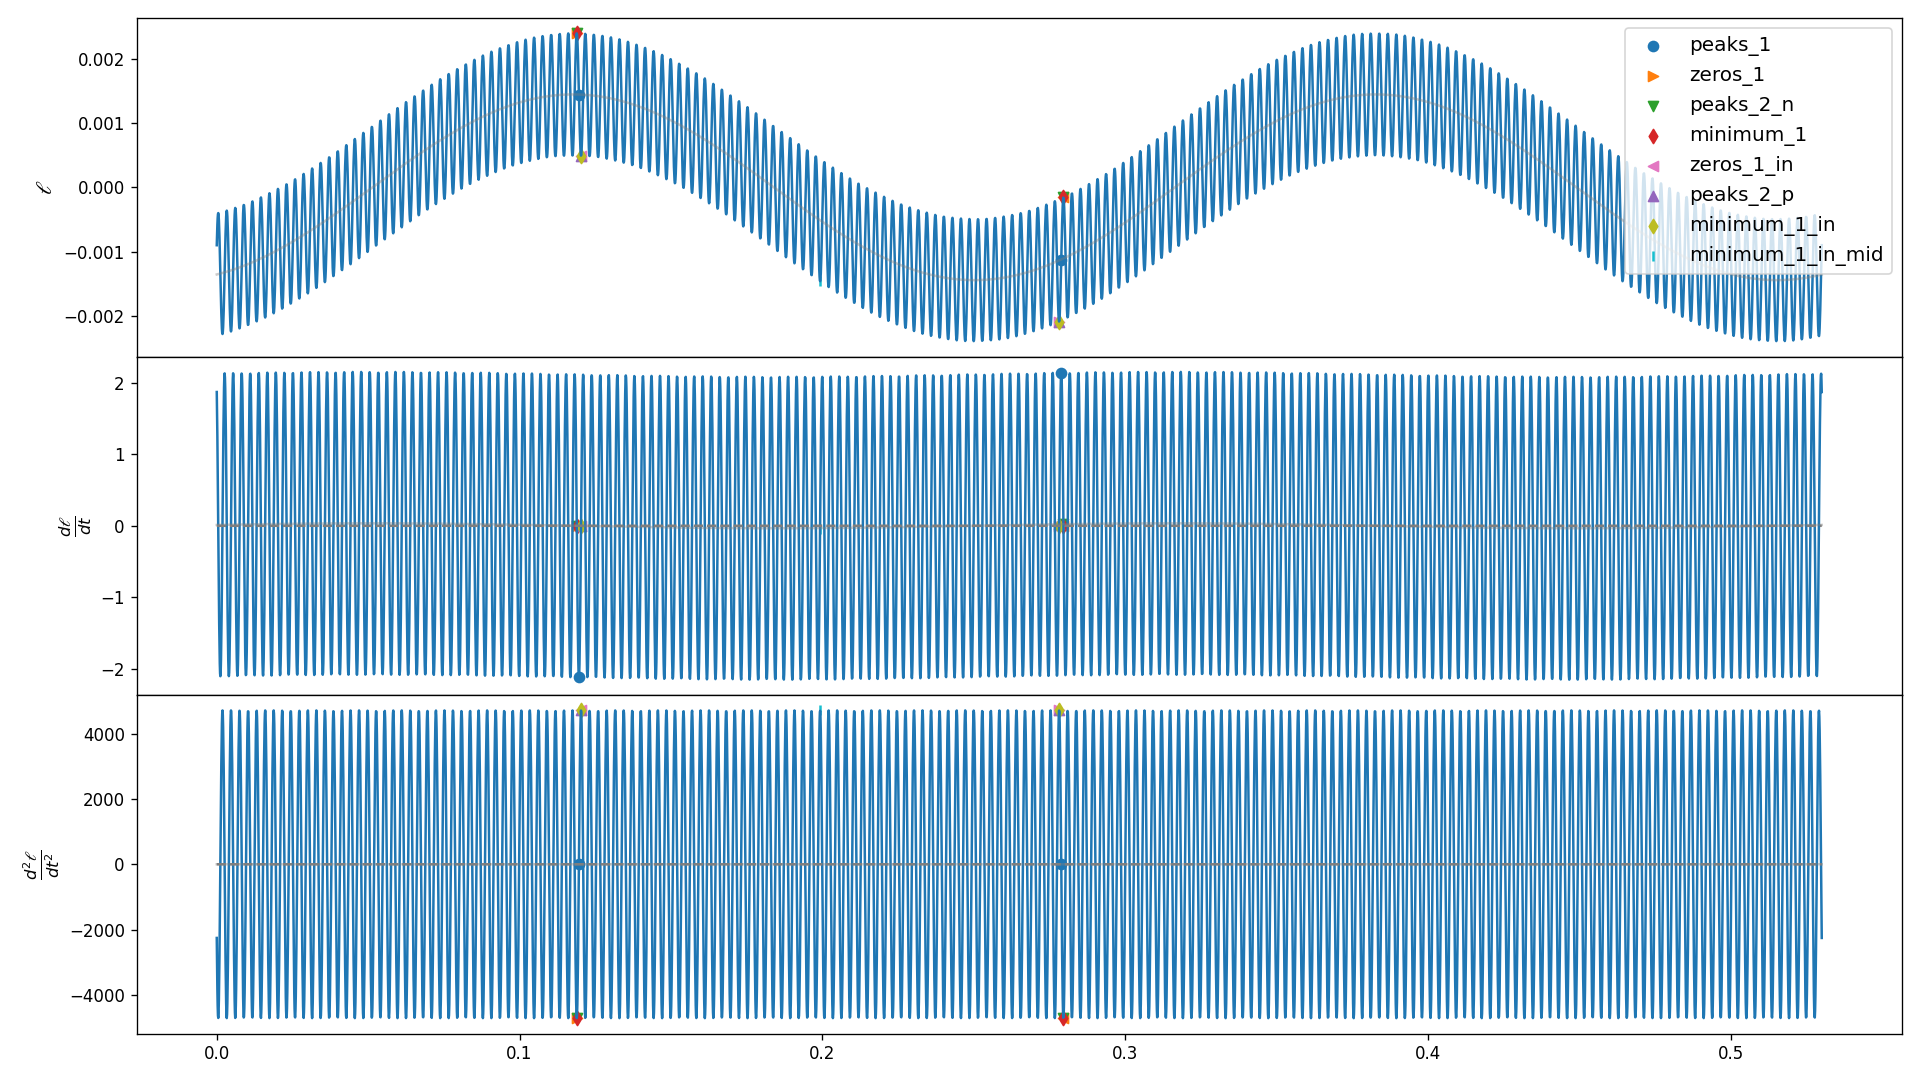 0.002
0.001
0.000
−0.001
−0.002
ℓ
peaks_1
zeros_1
peaks_2_n
minimum_1
zeros_1_in
peaks_2_p
minimum_1_in
minimum_1_in_mid
2
1
0
−1
−2
dℓ
dt
4000
2000
0
−2000
−4000
d²ℓ
dt²
0.0 0.1 0.2 0.3 0.4 0.5